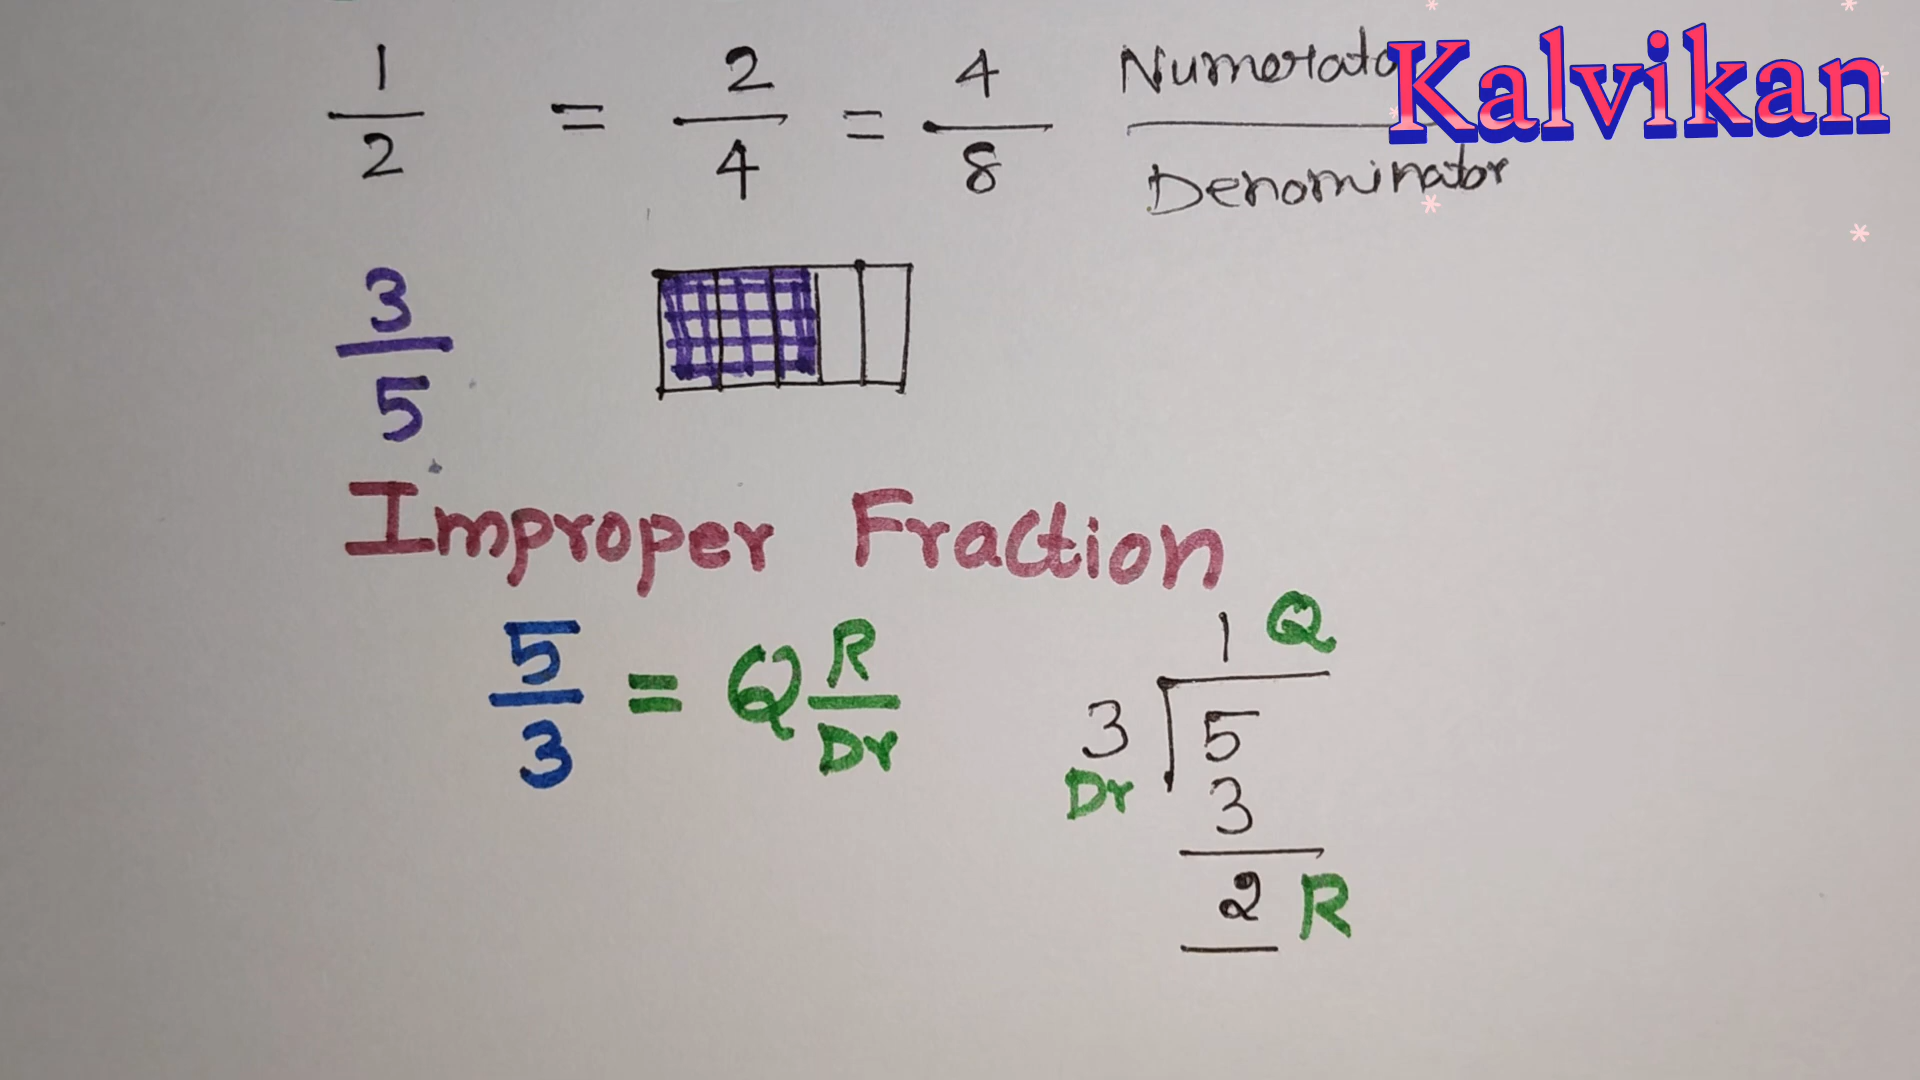 Kalvikan
1/2 = 2/4 = 4/8 Numerato/Denominator
3/5
Improper Fraction
5/3 = Q R/Dr
1 Q
3 5
Dr 3
2 R